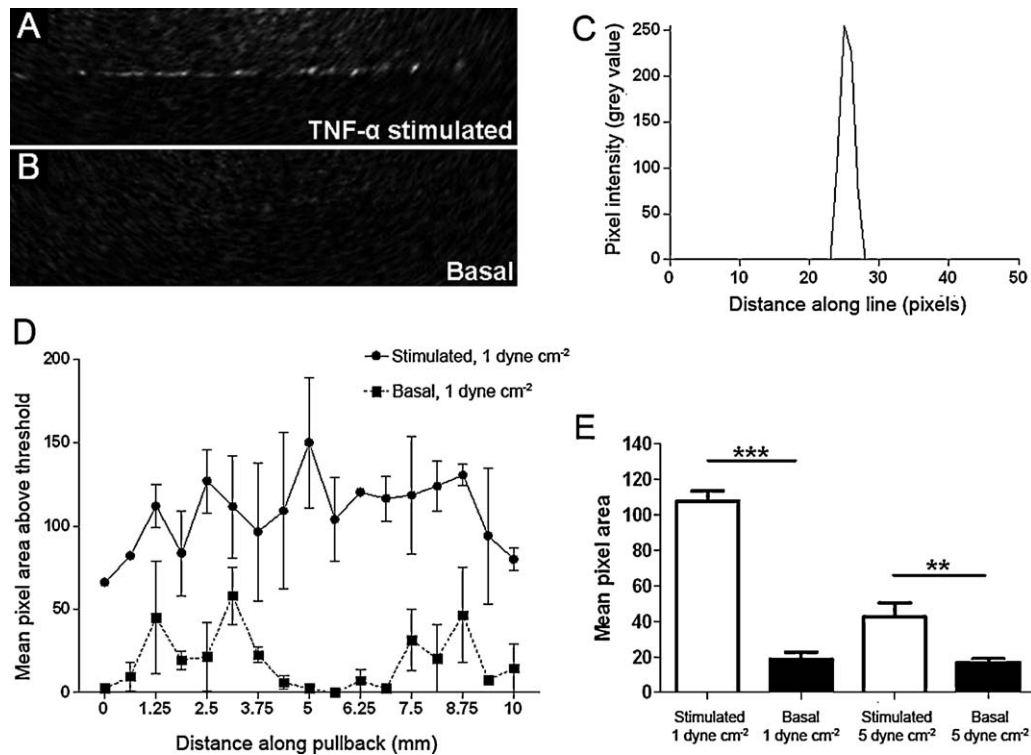 A
TNF-α stimulated
B
Basal
C
Pixel intensity (grey value)
250
200
150
100
50
0
0 10 20 30 40 50
Distance along line (pixels)
D
Mean pixel area above threshold
200
150
100
50
0
Stimulated, 1 dyne cm⁻²
Basal, 1 dyne cm⁻²
0 1.25 2.5 3.75 5 6.25 7.5 8.75 10
Distance along pullback (mm)
E
Mean pixel area
140
120
100
80
60
40
20
0
***
**
Stimulated Basal Stimulated Basal
1 dyne cm⁻² 1 dyne cm⁻² 5 dyne cm⁻² 5 dyne cm⁻²